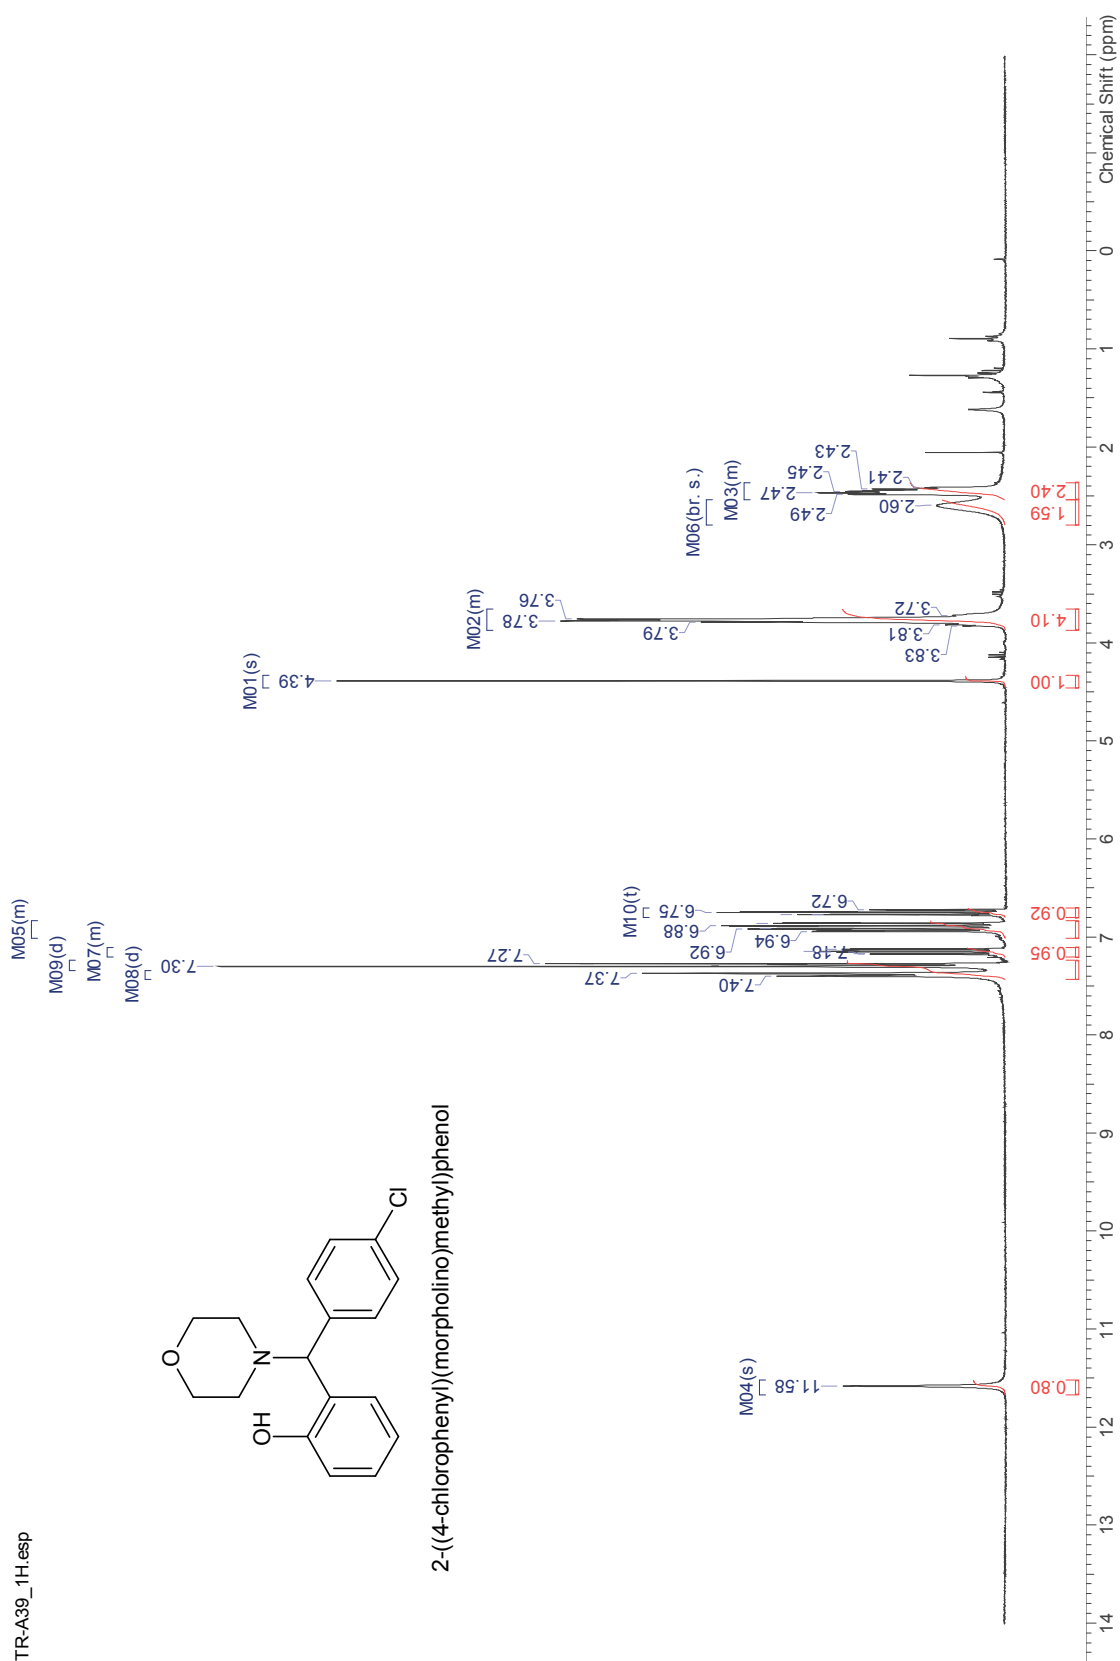 TR-A39_1H.esp
O
N
OH
Cl
2-((4-chlorophenyl)(morpholino)methyl)phenol
M05(m)
M09(d)
M07(m)
M08(d)
M04(s)
M10(t)
M01(s)
M02(m)
M06(br. s.)
M03(m)
11.58
7.40
7.37
7.30
7.27
7.18
6.94
6.92
6.88
6.75
6.72
4.39
3.83
3.81
3.79
3.78
3.76
3.72
2.60
2.49
2.47
2.45
2.43
2.41
0.80
0.95
0.92
1.00
4.10
1.59
2.40
14 13 12 11 10 9 8 7 6 5 4 3 2 1 0
Chemical Shift (ppm)